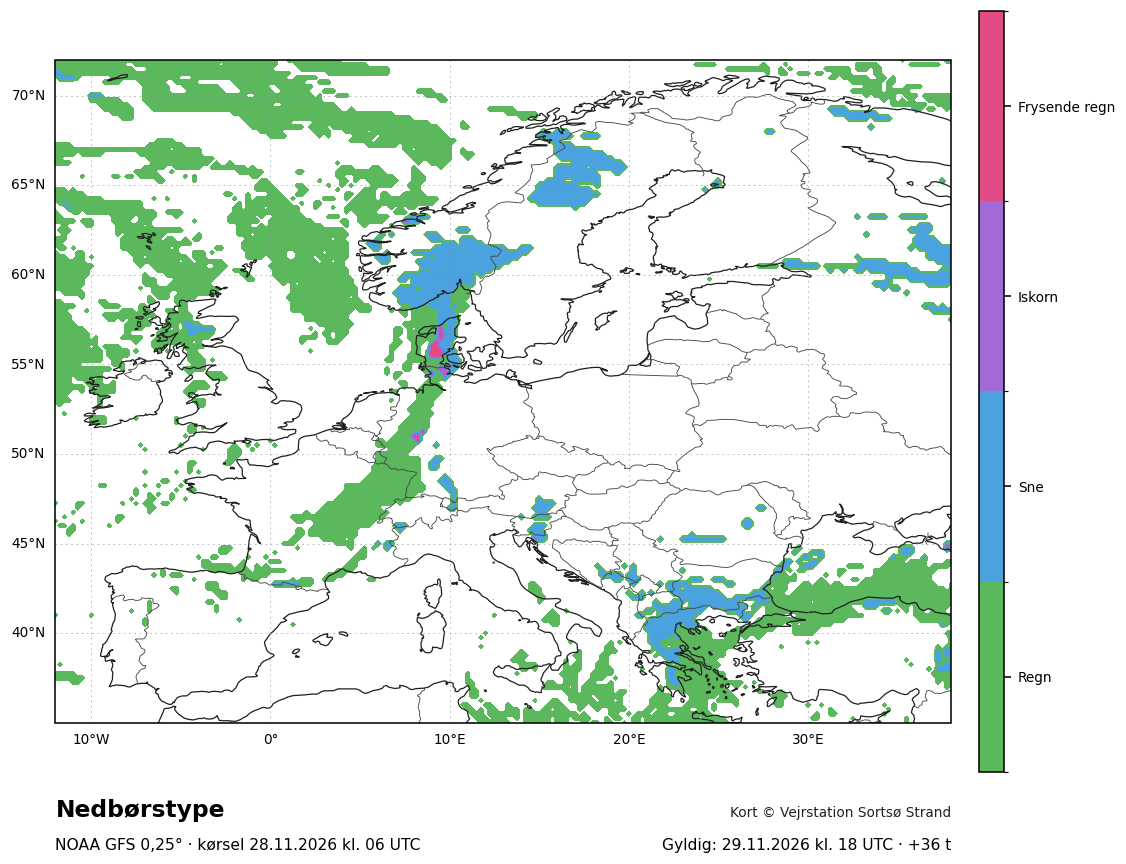 70°N
65°N
60°N
55°N
50°N
45°N
40°N
10°W
0°
10°E
20°E
30°E
Frysende regn
Iskorn
Sne
Regn
Nedbørstype
Kort © Vejrstation Sortsø Strand
NOAA GFS 0,25° · kørsel 28.11.2026 kl. 06 UTC
Gyldig: 29.11.2026 kl. 18 UTC · +36 t